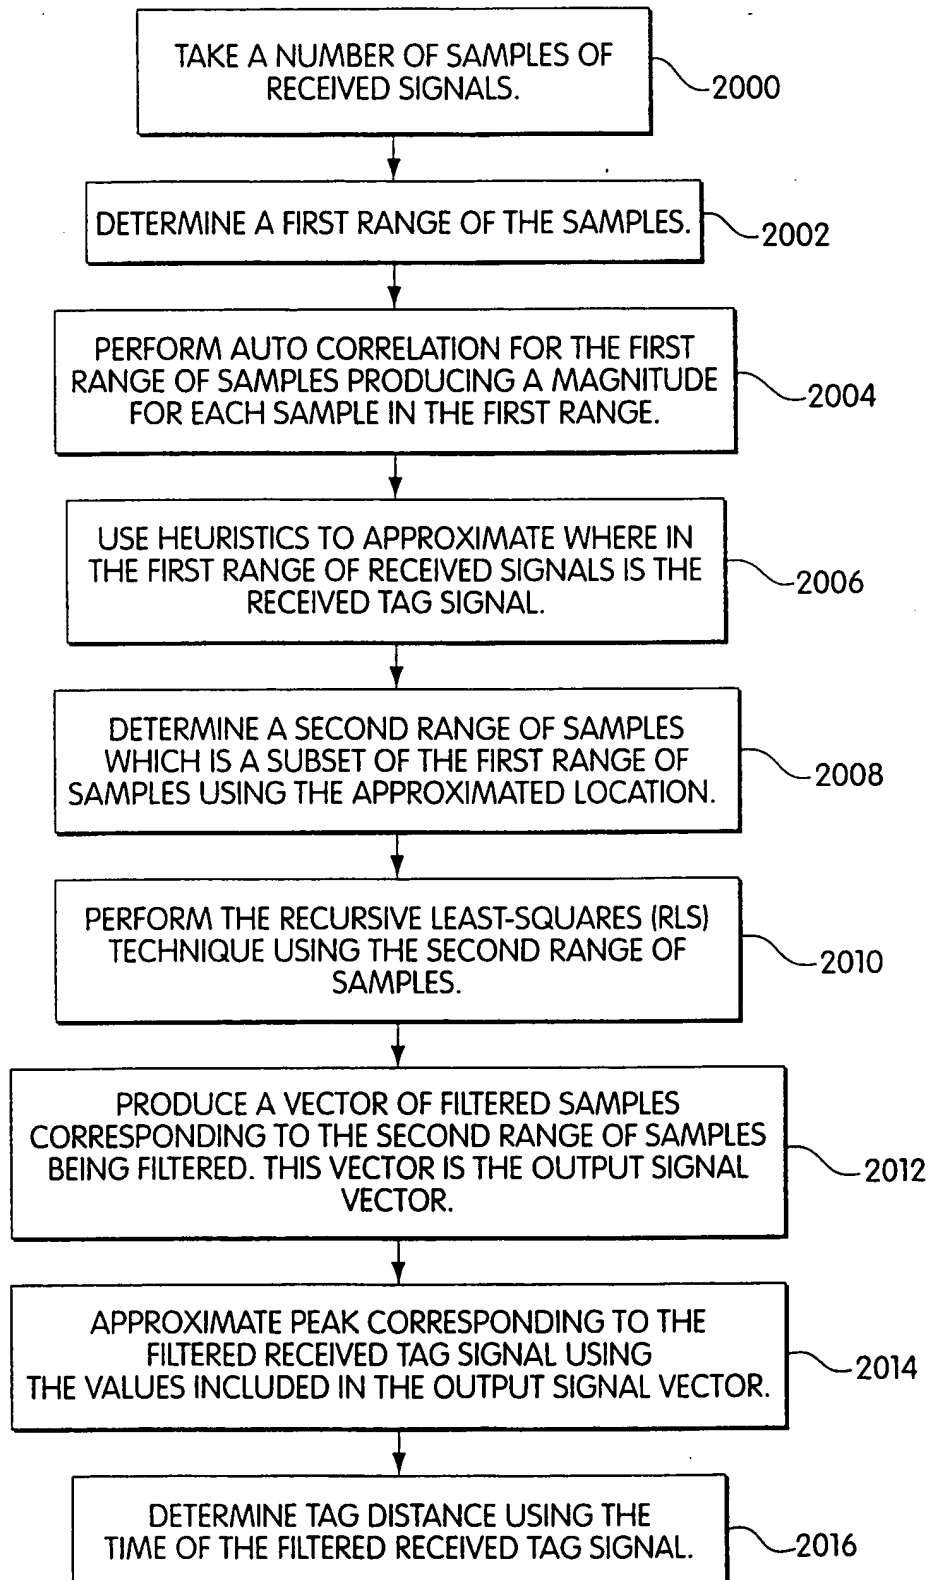 TAKE A NUMBER OF SAMPLES OF
RECEIVED SIGNALS.
2000
DETERMINE A FIRST RANGE OF THE SAMPLES.
2002
PERFORM AUTO CORRELATION FOR THE FIRST
RANGE OF SAMPLES PRODUCING A MAGNITUDE
FOR EACH SAMPLE IN THE FIRST RANGE.
2004
USE HEURISTICS TO APPROXIMATE WHERE IN
THE FIRST RANGE OF RECEIVED SIGNALS IS THE
RECEIVED TAG SIGNAL.
2006
DETERMINE A SECOND RANGE OF SAMPLES
WHICH IS A SUBSET OF THE FIRST RANGE OF
SAMPLES USING THE APPROXIMATED LOCATION.
2008
PERFORM THE RECURSIVE LEAST-SQUARES (RLS)
TECHNIQUE USING THE SECOND RANGE OF
SAMPLES.
2010
PRODUCE A VECTOR OF FILTERED SAMPLES
CORRESPONDING TO THE SECOND RANGE OF SAMPLES
BEING FILTERED. THIS VECTOR IS THE OUTPUT SIGNAL
VECTOR.
2012
APPROXIMATE PEAK CORRESPONDING TO THE
FILTERED RECEIVED TAG SIGNAL USING
THE VALUES INCLUDED IN THE OUTPUT SIGNAL VECTOR.
2014
DETERMINE TAG DISTANCE USING THE
TIME OF THE FILTERED RECEIVED TAG SIGNAL.
2016